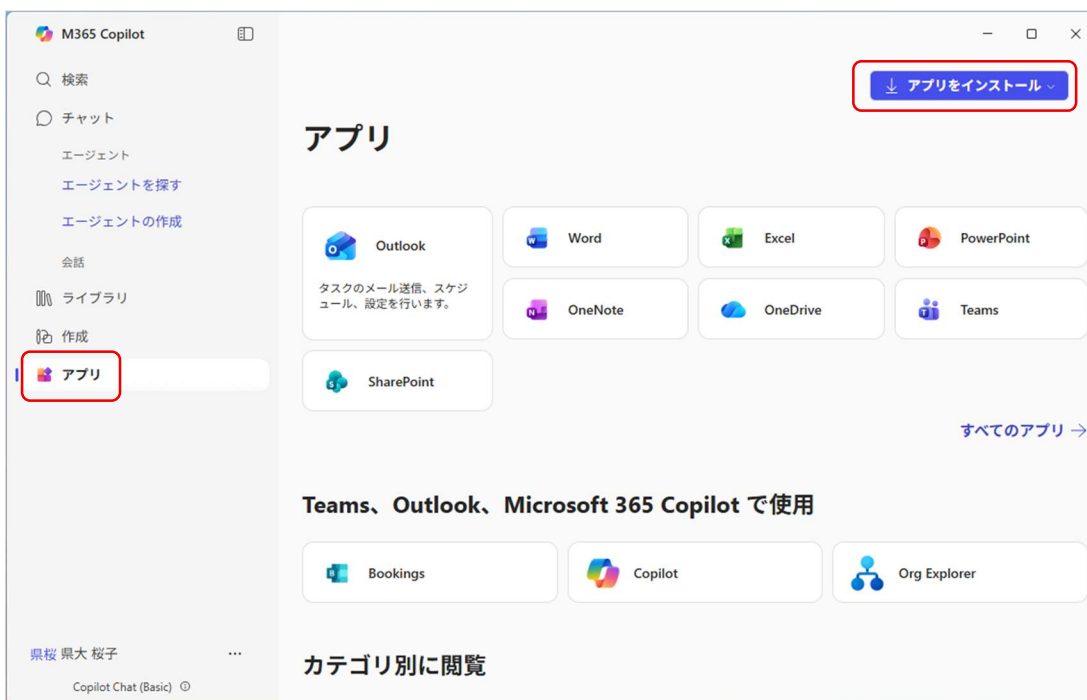 M365 Copilot
検索
チャット
エージェント
エージェントを探す
エージェントの作成
会話
ライブラリ
作成
アプリ
県桜 県大 桜子
Copilot Chat (Basic)
アプリをインストール
アプリ
Outlook
タスクのメール送信、スケジ
ュール、設定を行います。
Word
Excel
PowerPoint
OneNote
OneDrive
Teams
SharePoint
すべてのアプリ
Teams、Outlook、Microsoft 365 Copilot で使用
Bookings
Copilot
Org Explorer
カテゴリ別に閲覧